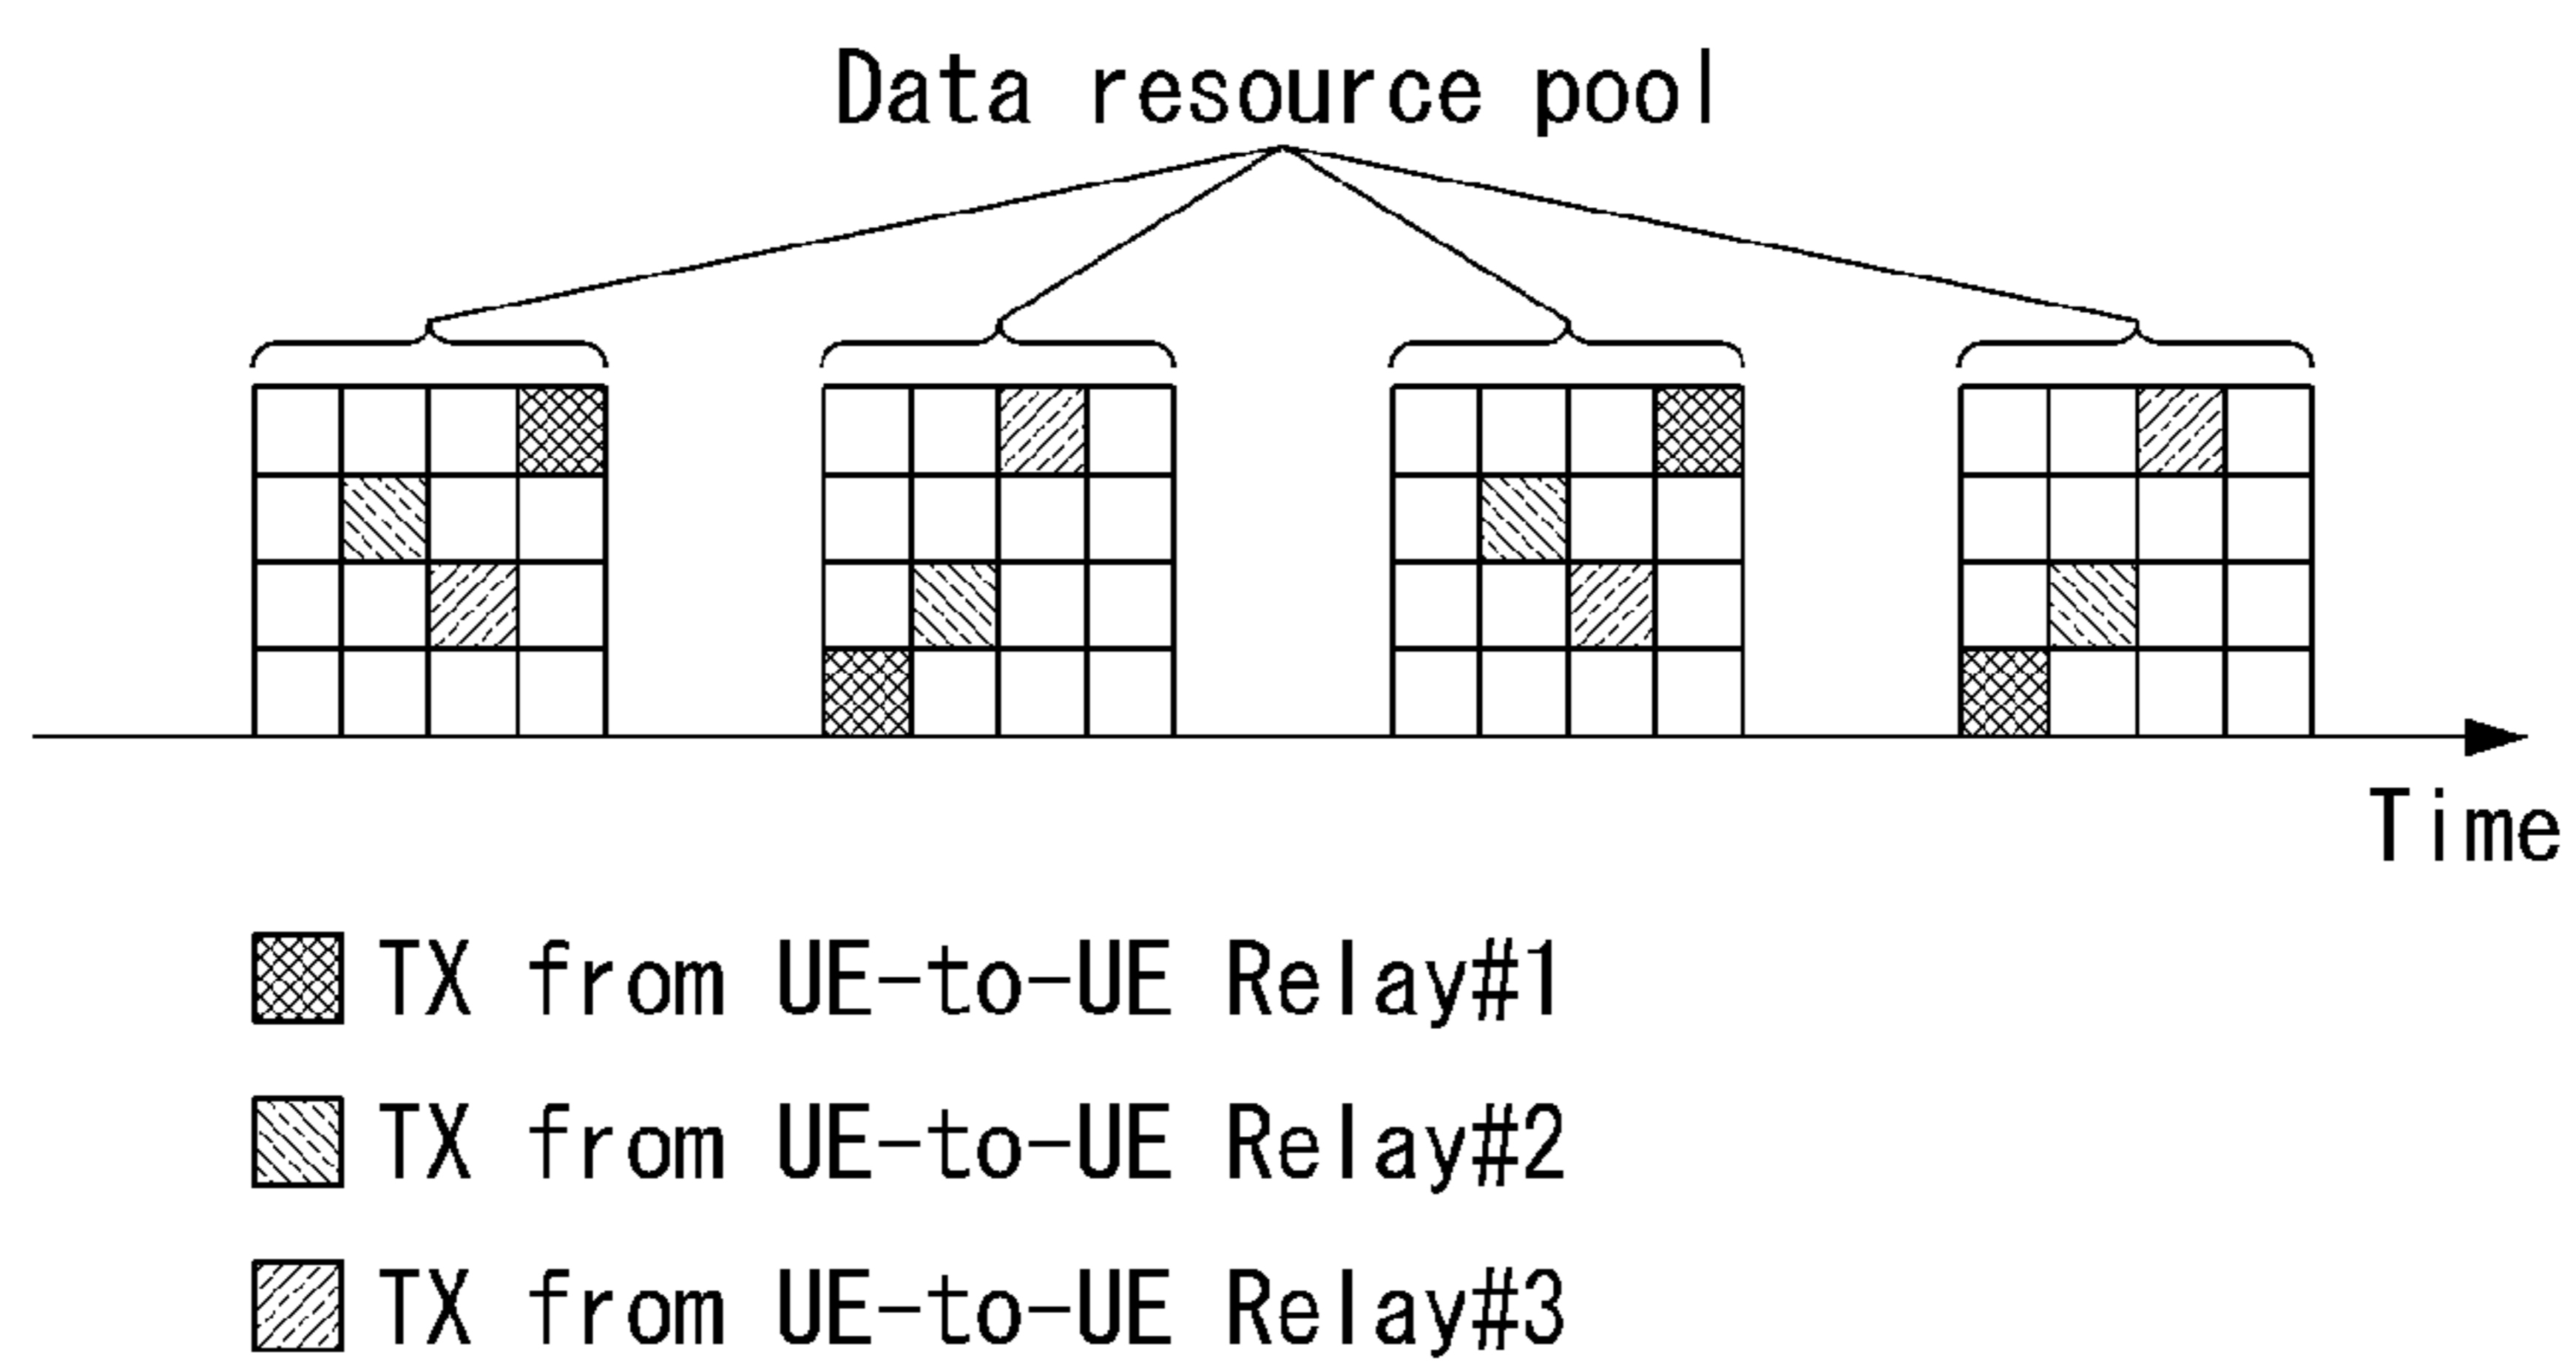 Data resource pool
Time
TX from UE-to-UE Relay#1
TX from UE-to-UE Relay#2
TX from UE-to-UE Relay#3